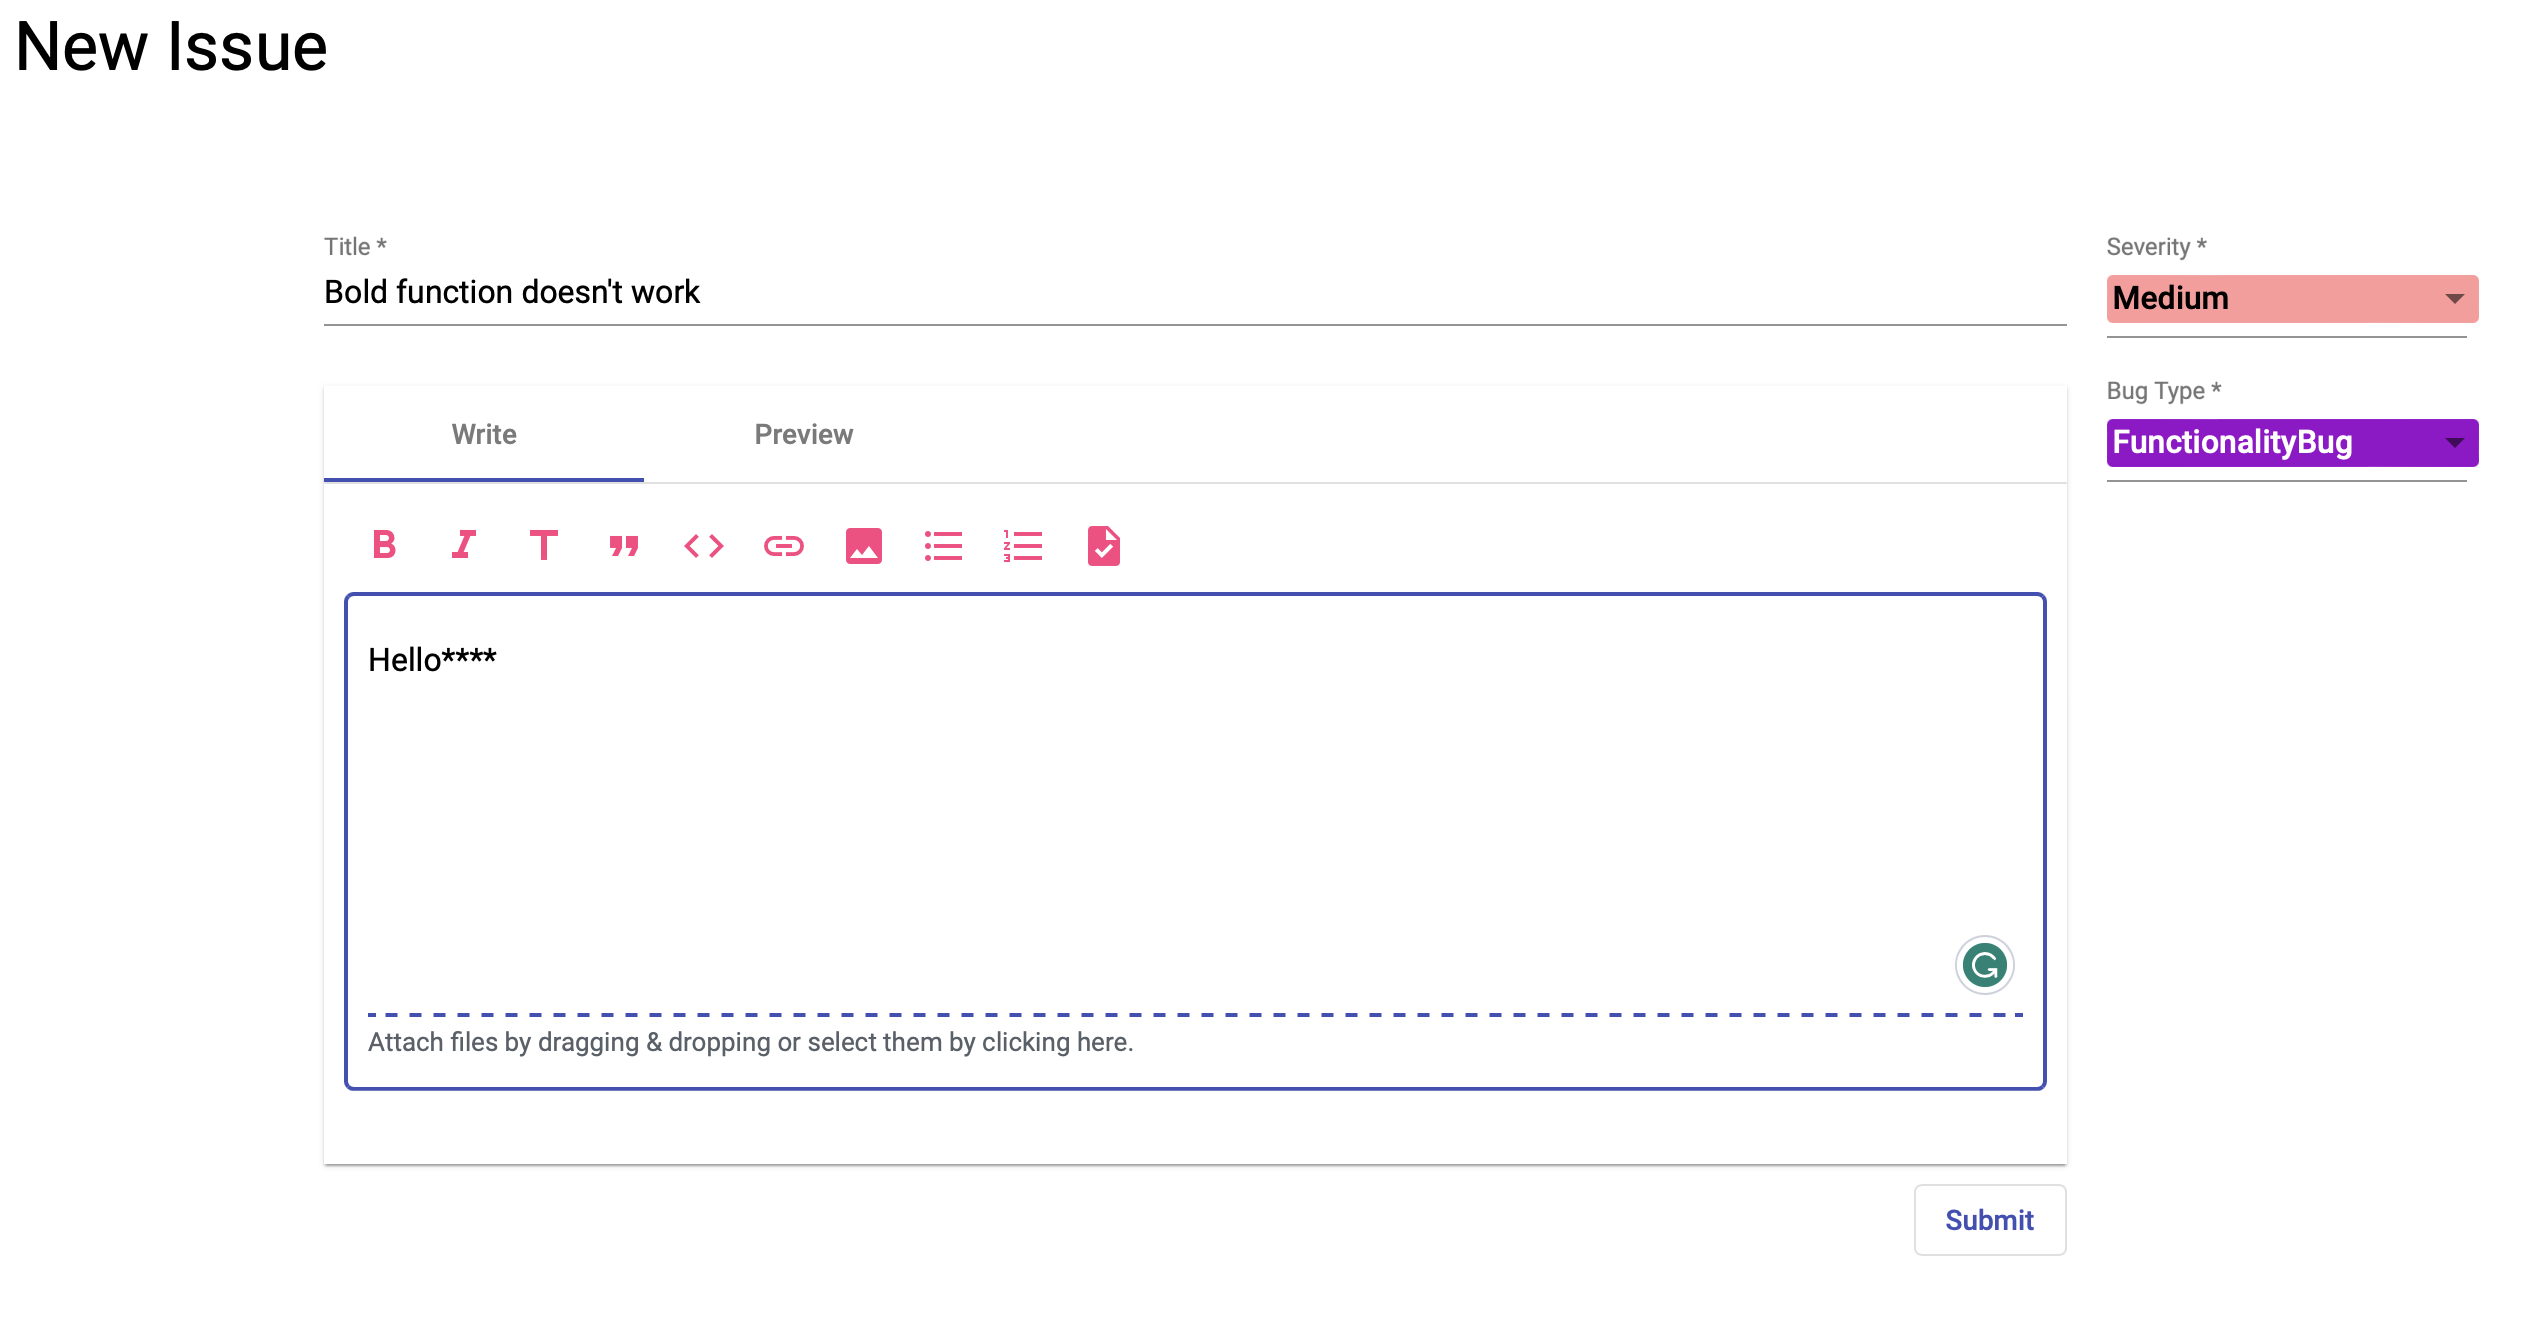 New Issue
Title *
Bold function doesn't work
Severity *
Medium
Bug Type *
FunctionalityBug
Write
Preview
Hello****
Attach files by dragging & dropping or select them by clicking here.
Submit